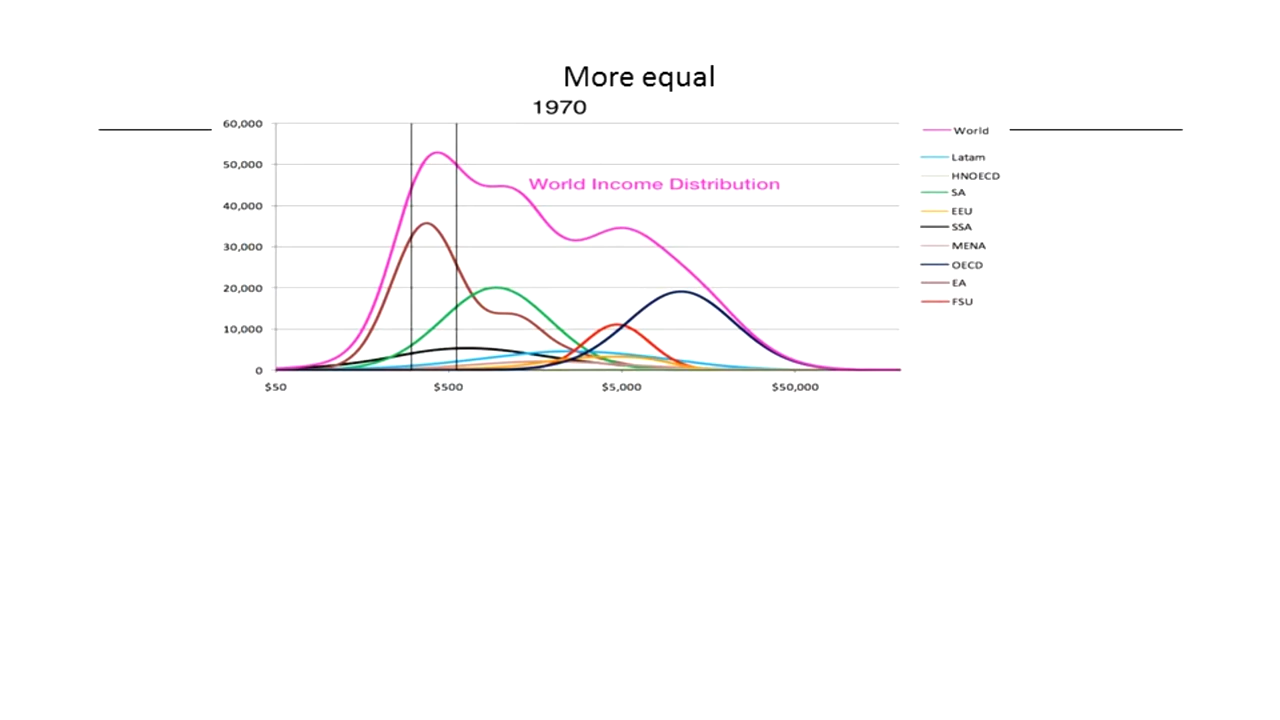 More equal
1970
60,000
50,000
40,000
30,000
20,000
10,000
0
$50
$500
$5,000
$50,000
World Income Distribution
World
Latam
HNOECD
SA
EEU
SSA
MENA
OECD
EA
FSU